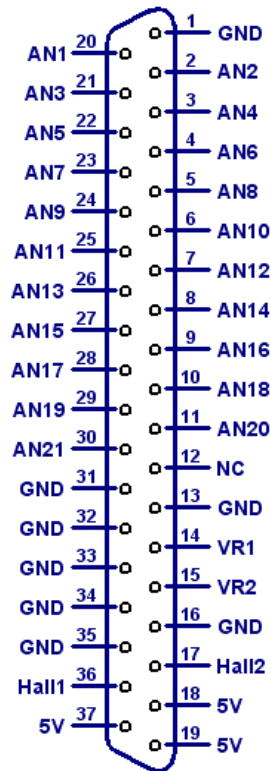 1 GND
20 AN1
2 AN2
21 AN3
3 AN4
22 AN5
4 AN6
23 AN7
5 AN8
24 AN9
6 AN10
25 AN11
7 AN12
26 AN13
8 AN14
27 AN15
9 AN16
28 AN17
10 AN18
29 AN19
11 AN20
30 AN21
12 NC
31 GND
13 GND
32 GND
14 VR1
33 GND
15 VR2
34 GND
16 GND
35 GND
17 Hall2
36 Hall1
18 5V
37 5V
19 5V